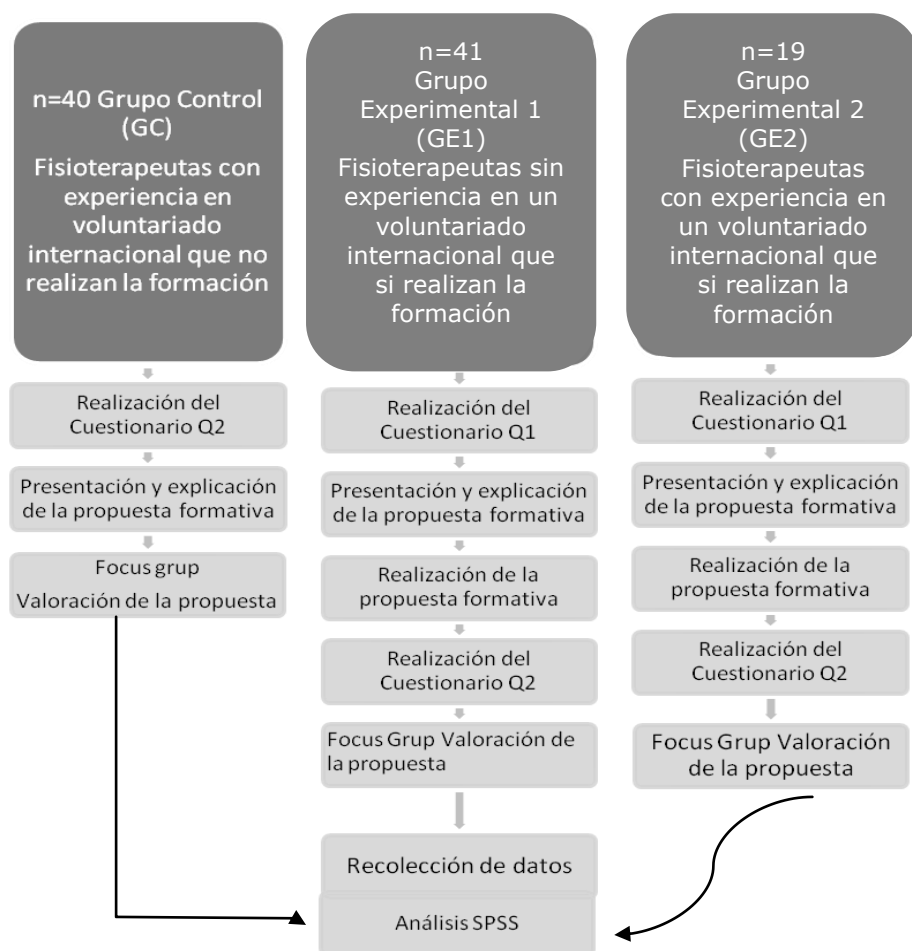 n=40 Grupo Control
(GC)
Fisioterapeutas con
experiencia en
voluntariado
internacional que no
realizan la formación
Realización del
Cuestionario Q2
Presentación y explicación
de la propuesta formativa
Focus grup
Valoración de la propuesta
n=41
Grupo
Experimental 1
(GE1)
Fisioterapeutas sin
experiencia en un
voluntariado
internacional que
si realizan la
formación
Realización del
Cuestionario Q1
Presentación y explicación
de la propuesta formativa
Realización de la
propuesta formativa
Realización del
Cuestionario Q2
Focus Grup Valoración de
la propuesta
n=19
Grupo
Experimental 2
(GE2)
Fisioterapeutas
con experiencia en
un voluntariado
internacional que
si realizan la
formación
Realización del
Cuestionario Q1
Presentación y explicación
de la propuesta formativa
Realización de la
propuesta formativa
Realización del
Cuestionario Q2
Focus Grup Valoración
de la propuesta
Recolección de datos
Análisis SPSS